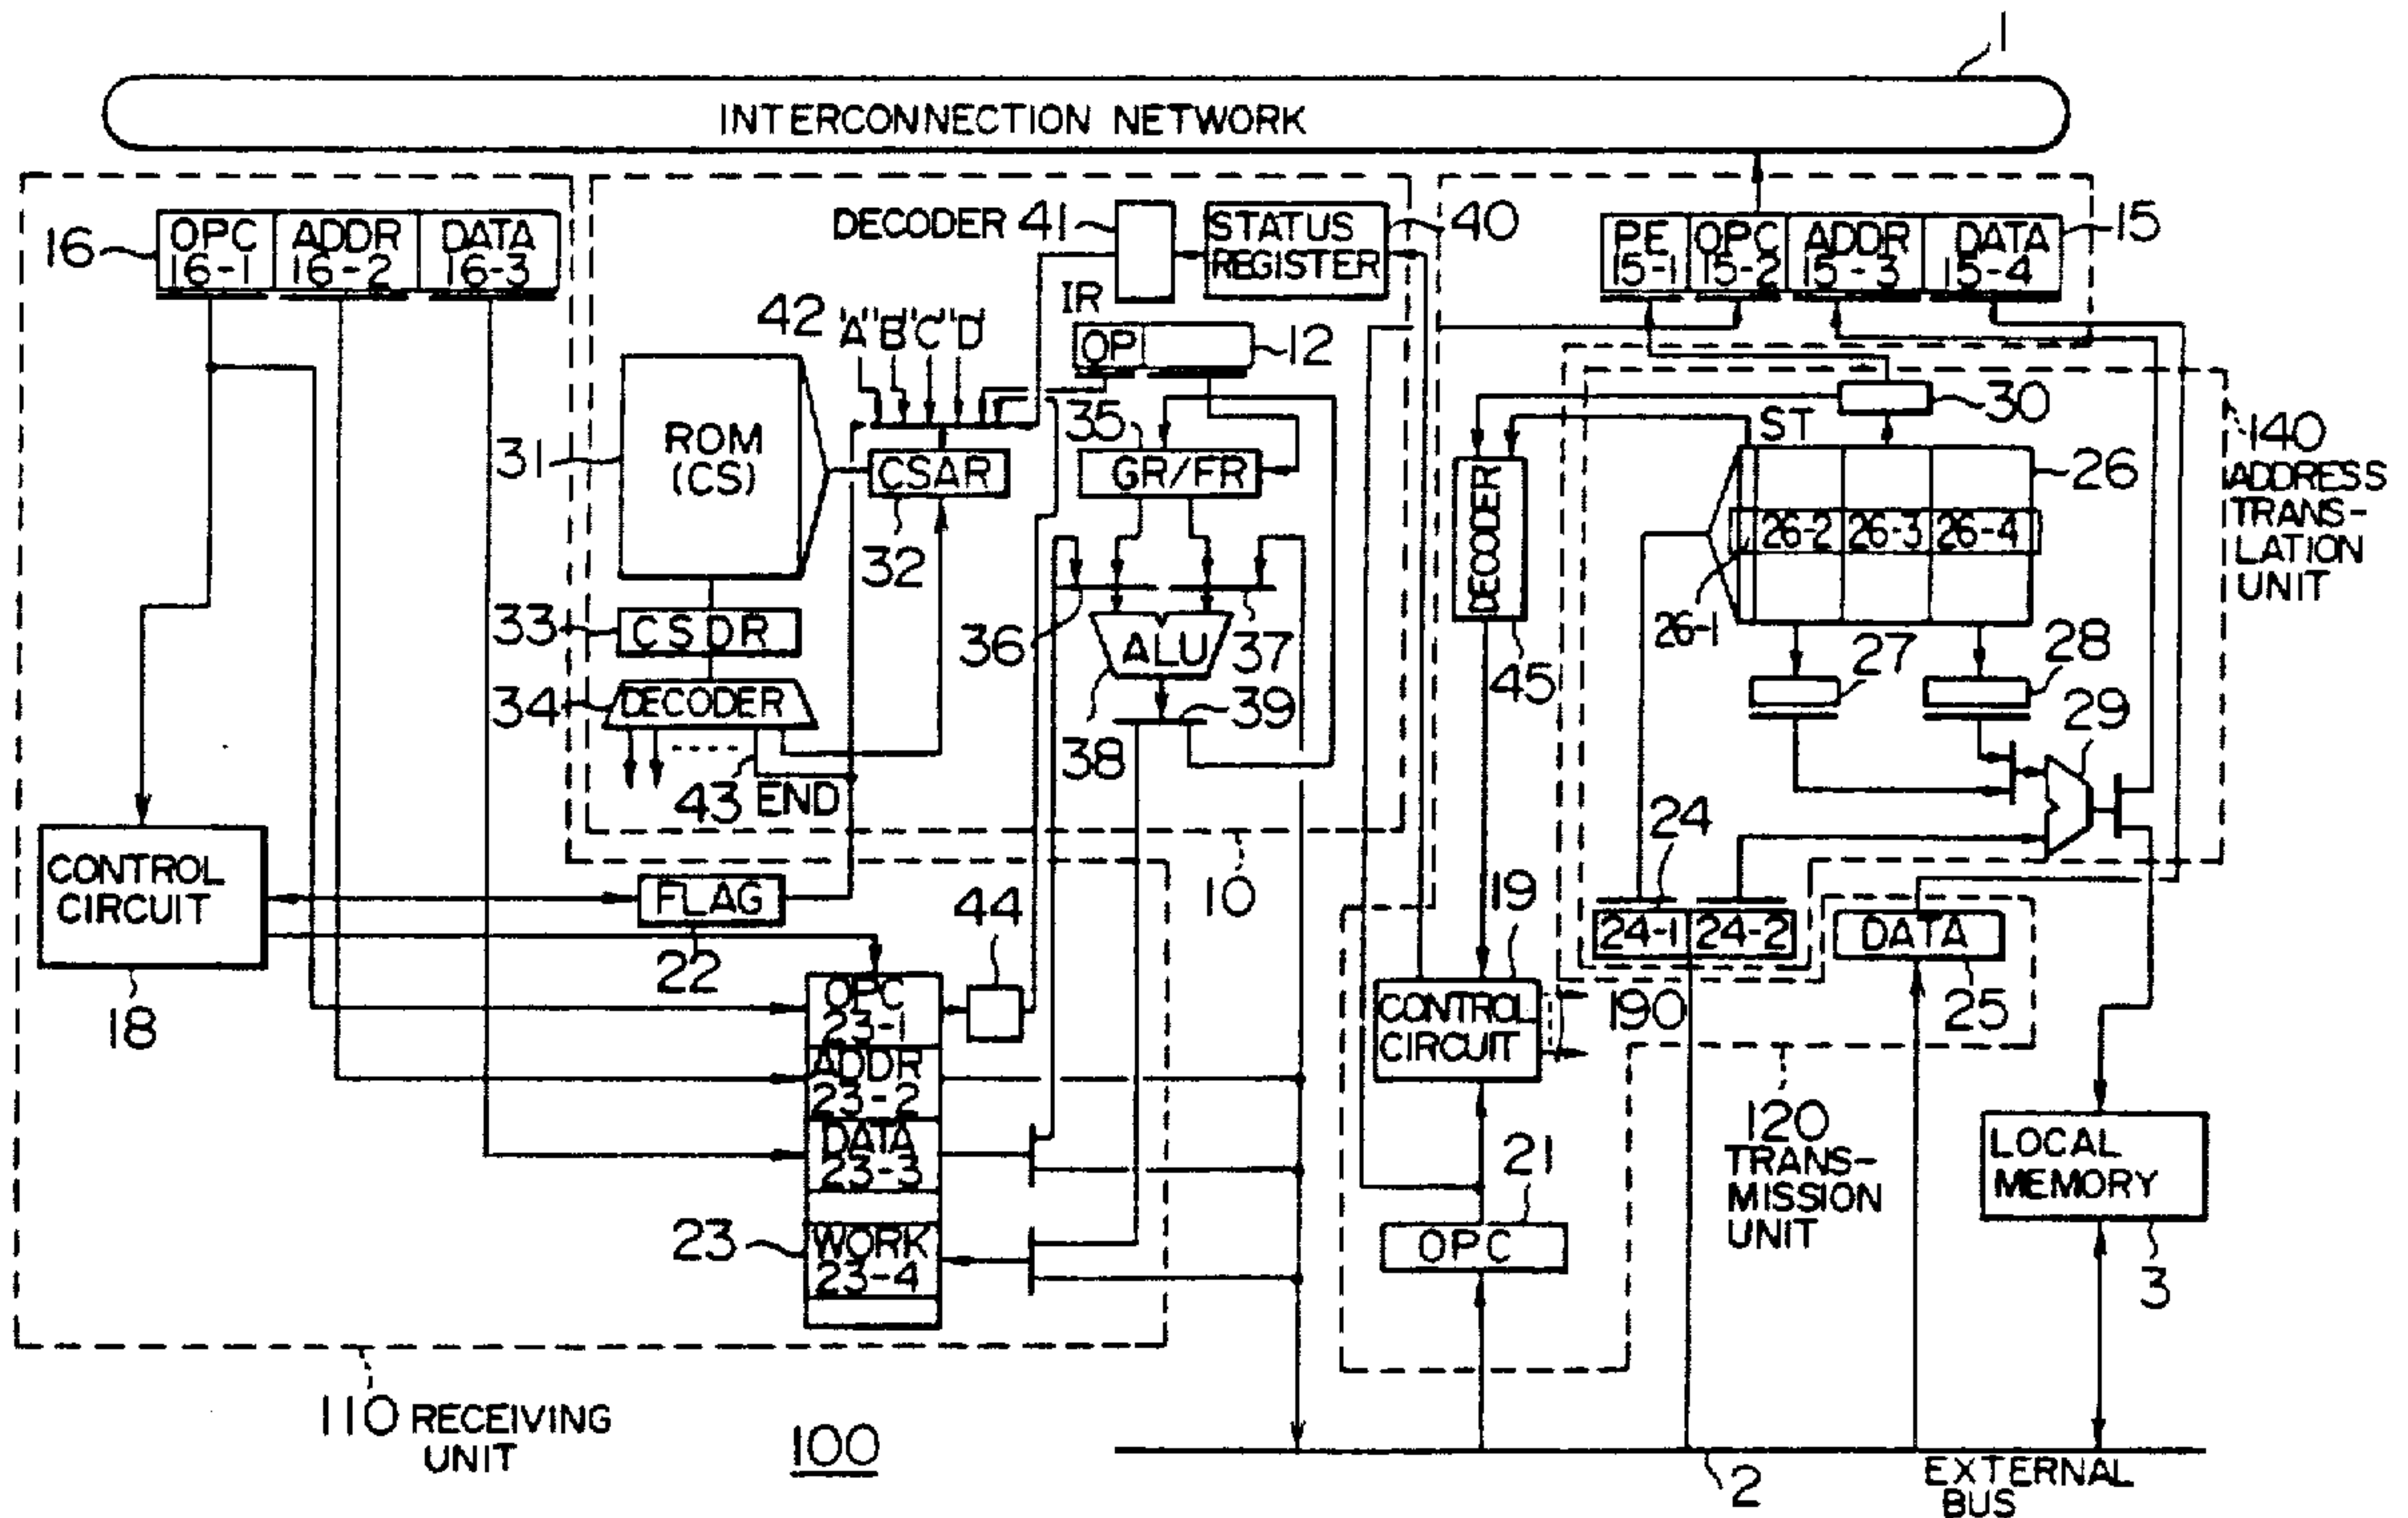 1
INTERCONNECTION NETWORK
16
OPC
16-1
ADDR
16-2
DATA
16-3
DECODER 41
STATUS
REGISTER
40
PE
15-1
OPC
15-2
ADDR
15-3
DATA
15-4
15
42
"A" "B" "C" "D"
IR
OP
12
31
ROM
(CS)
CSAR
32
35
GR/FR
30
ST
26
26-2
26-3
26-4
26-1
140
ADDRESS
TRANS-
LATION
UNIT
DECODER
45
33
CSDR
34
DECODER
43
END
36
ALU
37
38
39
27
28
29
10
CONTROL
CIRCUIT
18
FLAG
22
44
24
24-1
24-2
DATA
25
19
CONTROL
CIRCUIT
190
OPC
23-1
ADDR
23-2
DATA
23-3
WORK
23-4
23
21
OPC
120
TRANS-
MISSION
UNIT
LOCAL
MEMORY
3
110 RECEIVING
UNIT
100
2
EXTERNAL
BUS